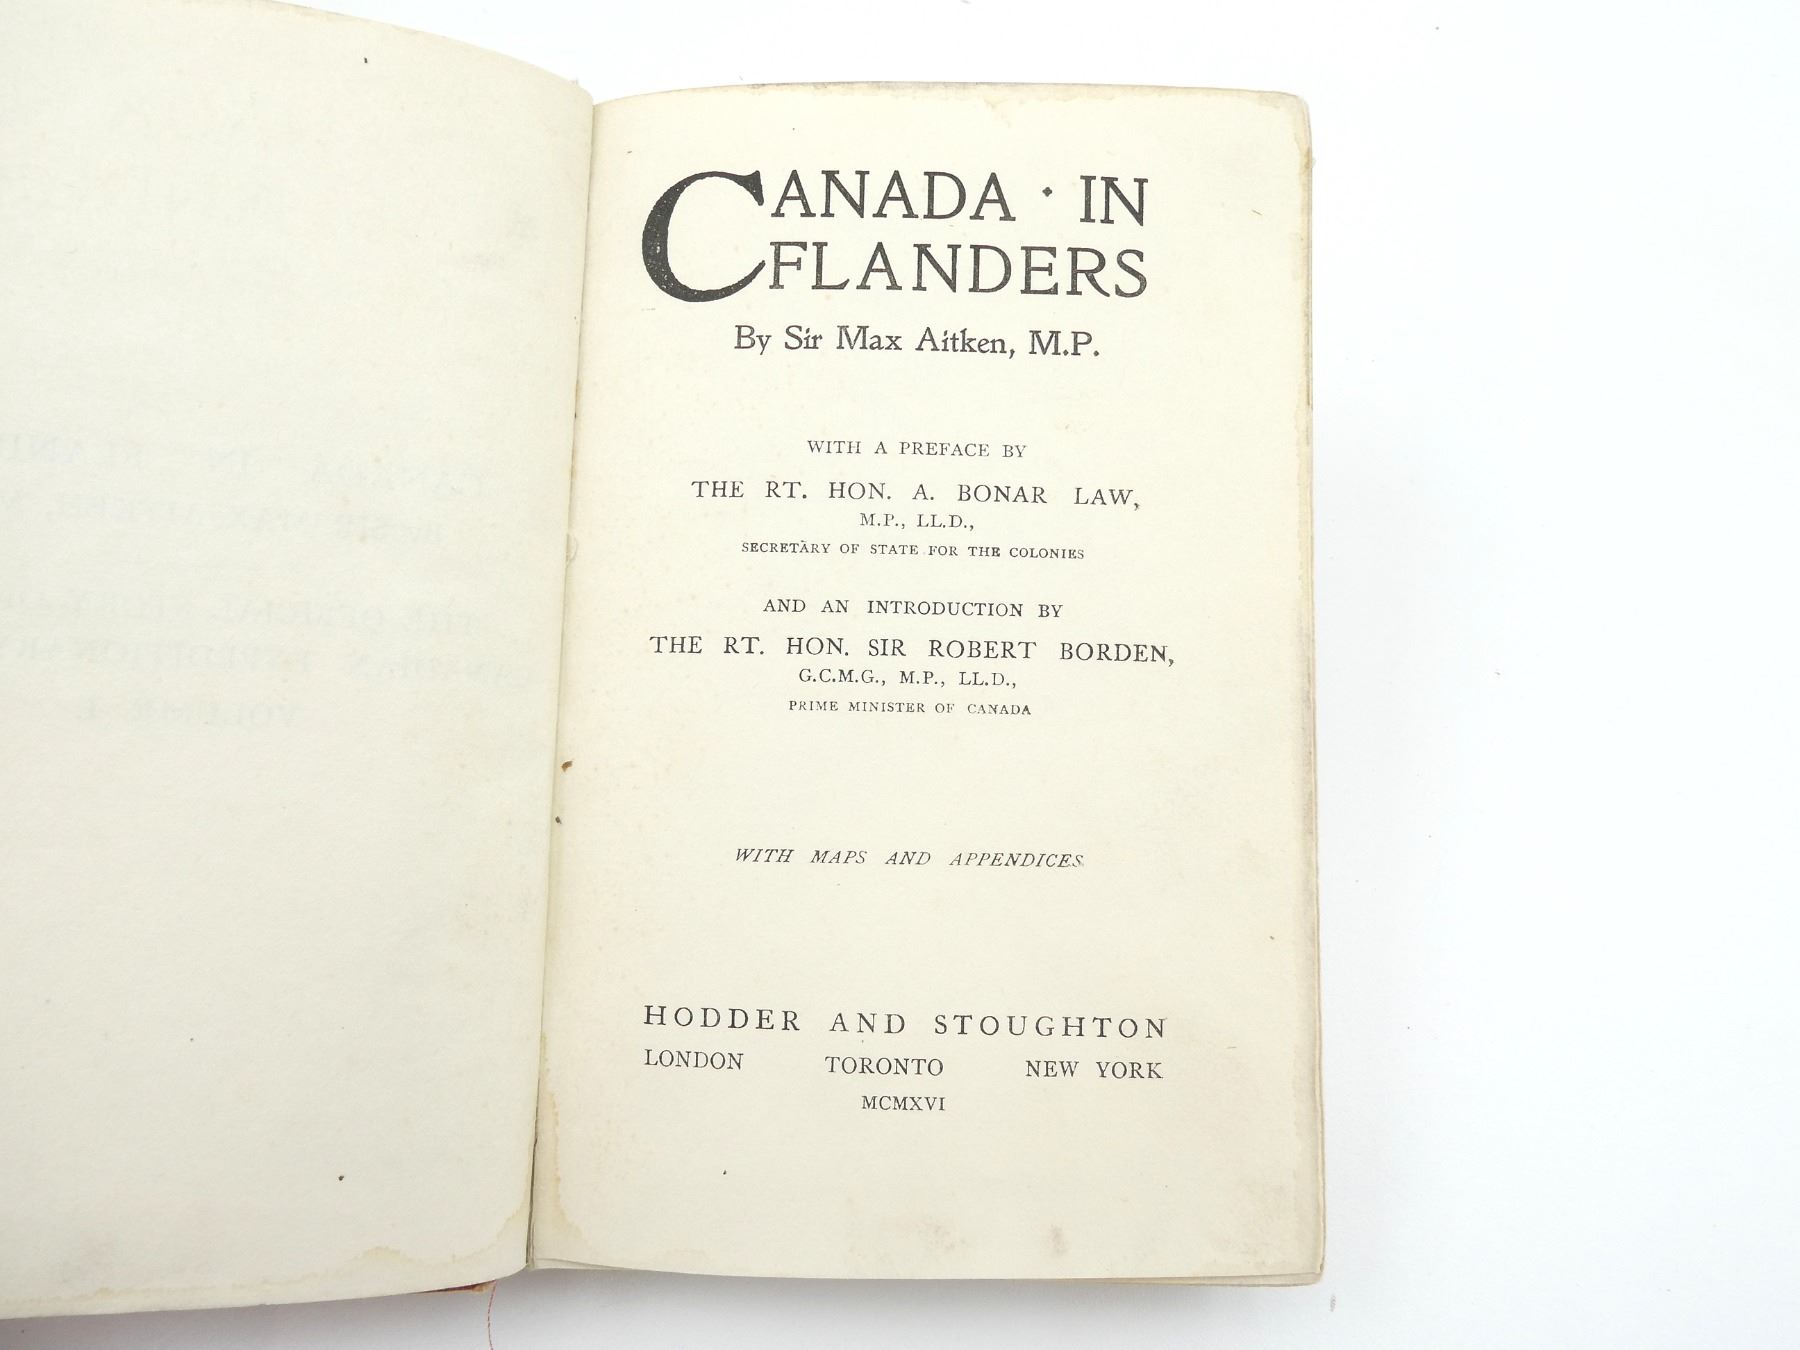 CANADA · IN
FLANDERS
By Sir Max Aitken, M.P.
WITH A PREFACE BY
THE RT. HON. A. BONAR LAW,
M.P., LL.D.,
SECRETARY OF STATE FOR THE COLONIES
AND AN INTRODUCTION BY
THE RT. HON. SIR ROBERT BORDEN,
G.C.M.G., M.P., LL.D.,
PRIME MINISTER OF CANADA
WITH MAPS AND APPENDICES
HODDER AND STOUGHTON
LONDON TORONTO NEW YORK
MCMXVI